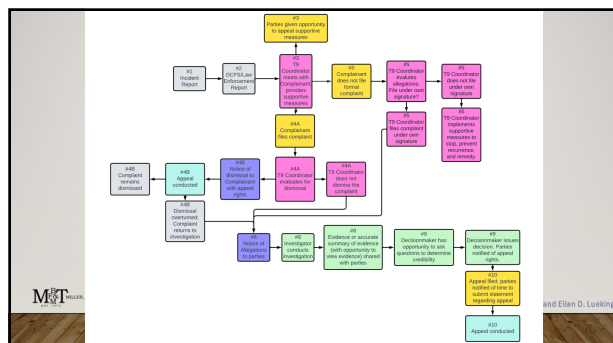 #3
Parties given opportunity
to appeal supportive
measures
#1
Incident
Report
#2
DCFS/Law
Enforcement
Report
#3
T9
Coordinator
meets with
Complainant,
provides
supportive
measures
#5
Complainant
does not file
formal
complaint
#5
T9 Coordinator
evaluates
allegations.
File under own
signature?
#5
T9 Coordinator
does not file
under own
signature
#4A
Complainant
files complaint
#5
T9 Coordinator
files complaint
under own
signature
#5
T9 Coordinator
implements
supportive
measures to
stop, prevent
recurrence,
and remedy.
#4B
Complaint
remains
dismissed
#4B
Appeal
conducted
#4B
Notice of
dismissal to
Complainant
with appeal
rights
#4A
T9 Coordinator
evaluates for
dismissal
#4A
T9 Coordinator
does not
dismiss the
complaint
#4B
Dismissal
overturned;
Complaint
returns to
investigation
#6
Notice of
Allegations
to parties
#8
Investigator
conducts
investigation
#8
Evidence or accurate
summary of evidence
(with opportunity to
view evidence) shared
with parties
#9
Decisionmaker has
opportunity to ask
questions to determine
credibility
#9
Decisionmaker issues
decision. Parties
notified of appeal
rights.
#10
Appeal filed; parties
notified of time to
submit statement
regarding appeal
#10
Appeal conducted
MILLER,
and Ellen D. Lueking